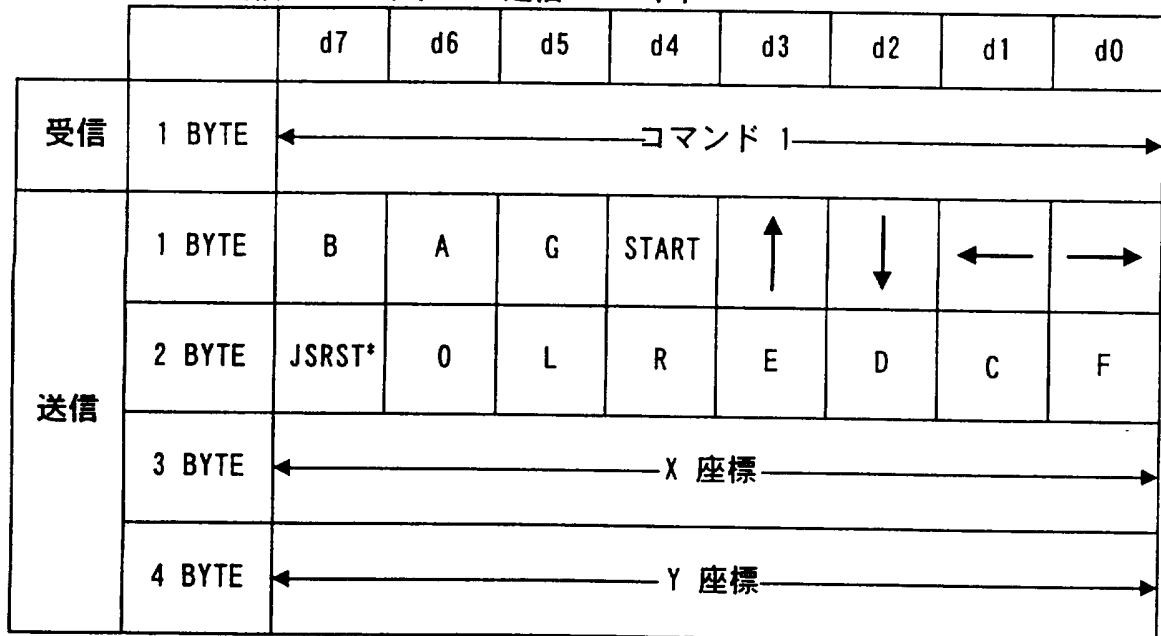 d7 d6 d5 d4 d3 d2 d1 d0
受信 1 BYTE コマンド 1
送信
1 BYTE B A G START ↑ ↓ ← →
2 BYTE JSRST* 0 L R E D C F
3 BYTE X 座標
4 BYTE Y 座標